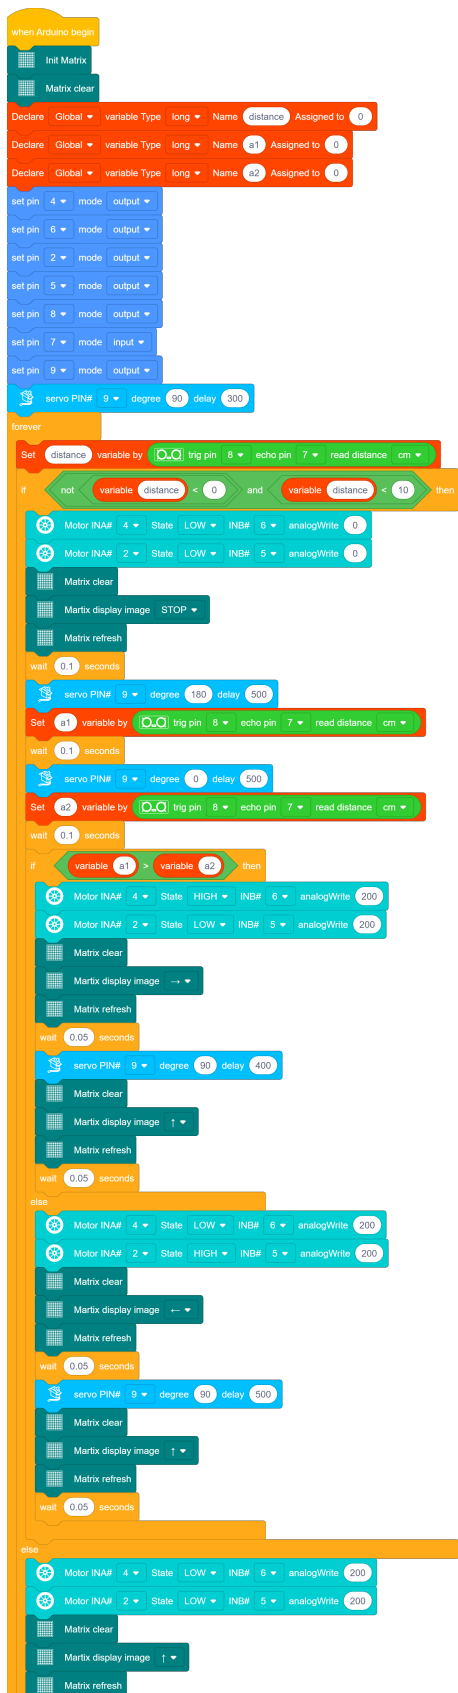 when Arduino begin
Init Matrix
Matrix clear
Declare Global variable Type long Name distance Assigned to 0
Declare Global variable Type long Name a1 Assigned to 0
Declare Global variable Type long Name a2 Assigned to 0
set pin 4 mode output
set pin 6 mode output
set pin 2 mode output
set pin 5 mode output
set pin 8 mode output
set pin 7 mode input
set pin 9 mode output
servo PIN# 9 degree 90 delay 300
forever
Set distance variable by trig pin 8 echo pin 7 read distance cm
if not variable distance < 0 and variable distance < 10 then
Motor INA# 4 State LOW INB# 6 analogWrite 0
Motor INA# 2 State LOW INB# 5 analogWrite 0
Matrix clear
Martix display image STOP
Matrix refresh
wait 0.1 seconds
servo PIN# 9 degree 180 delay 500
Set a1 variable by trig pin 8 echo pin 7 read distance cm
wait 0.1 seconds
servo PIN# 9 degree 0 delay 500
Set a2 variable by trig pin 8 echo pin 7 read distance cm
wait 0.1 seconds
if variable a1 > variable a2 then
Motor INA# 4 State HIGH INB# 6 analogWrite 200
Motor INA# 2 State LOW INB# 5 analogWrite 200
Matrix clear
Martix display image →
Matrix refresh
wait 0.05 seconds
servo PIN# 9 degree 90 delay 400
Matrix clear
Martix display image ↑
Matrix refresh
wait 0.05 seconds
else
Motor INA# 4 State LOW INB# 6 analogWrite 200
Motor INA# 2 State HIGH INB# 5 analogWrite 200
Matrix clear
Martix display image ←
Matrix refresh
wait 0.05 seconds
servo PIN# 9 degree 90 delay 500
Matrix clear
Martix display image ↑
Matrix refresh
wait 0.05 seconds
else
Motor INA# 4 State LOW INB# 6 analogWrite 200
Motor INA# 2 State LOW INB# 5 analogWrite 200
Matrix clear
Martix display image ↑
Matrix refresh